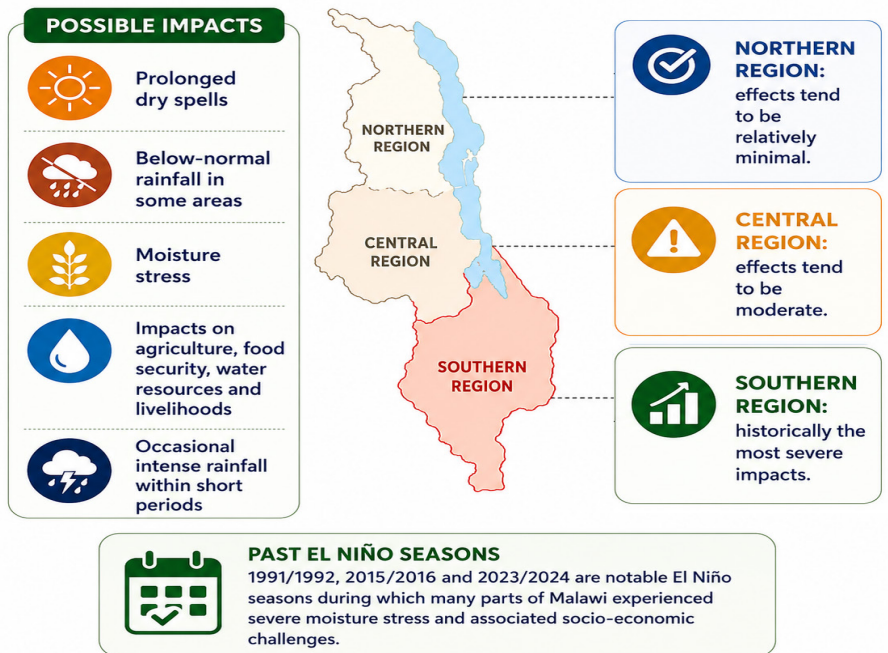 POSSIBLE IMPACTS
Prolonged
dry spells
Below-normal
rainfall in
some areas
Moisture
stress
Impacts on
agriculture, food
security, water
resources and
livelihoods
Occasional
intense rainfall
within short
periods
NORTHERN
REGION
CENTRAL
REGION
SOUTHERN
REGION
NORTHERN
REGION:
effects tend
to be
relatively
minimal.
CENTRAL
REGION:
effects tend
to be
moderate.
SOUTHERN
REGION:
historically the
most severe
impacts.
PAST EL NIÑO SEASONS
1991/1992, 2015/2016 and 2023/2024 are notable El Niño
seasons during which many parts of Malawi experienced
severe moisture stress and associated socio-economic
challenges.